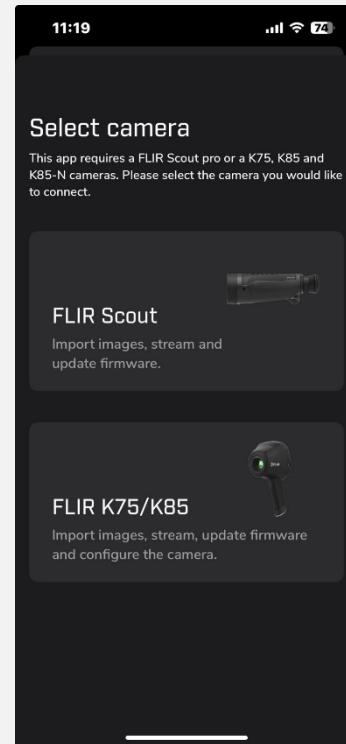 11:19
74
Select camera
This app requires a FLIR Scout pro or a K75, K85 and
K85-N cameras. Please select the camera you would like
to connect.
FLIR Scout
Import images, stream and
update firmware.
FLIR K75/K85
Import images, stream, update firmware
and configure the camera.